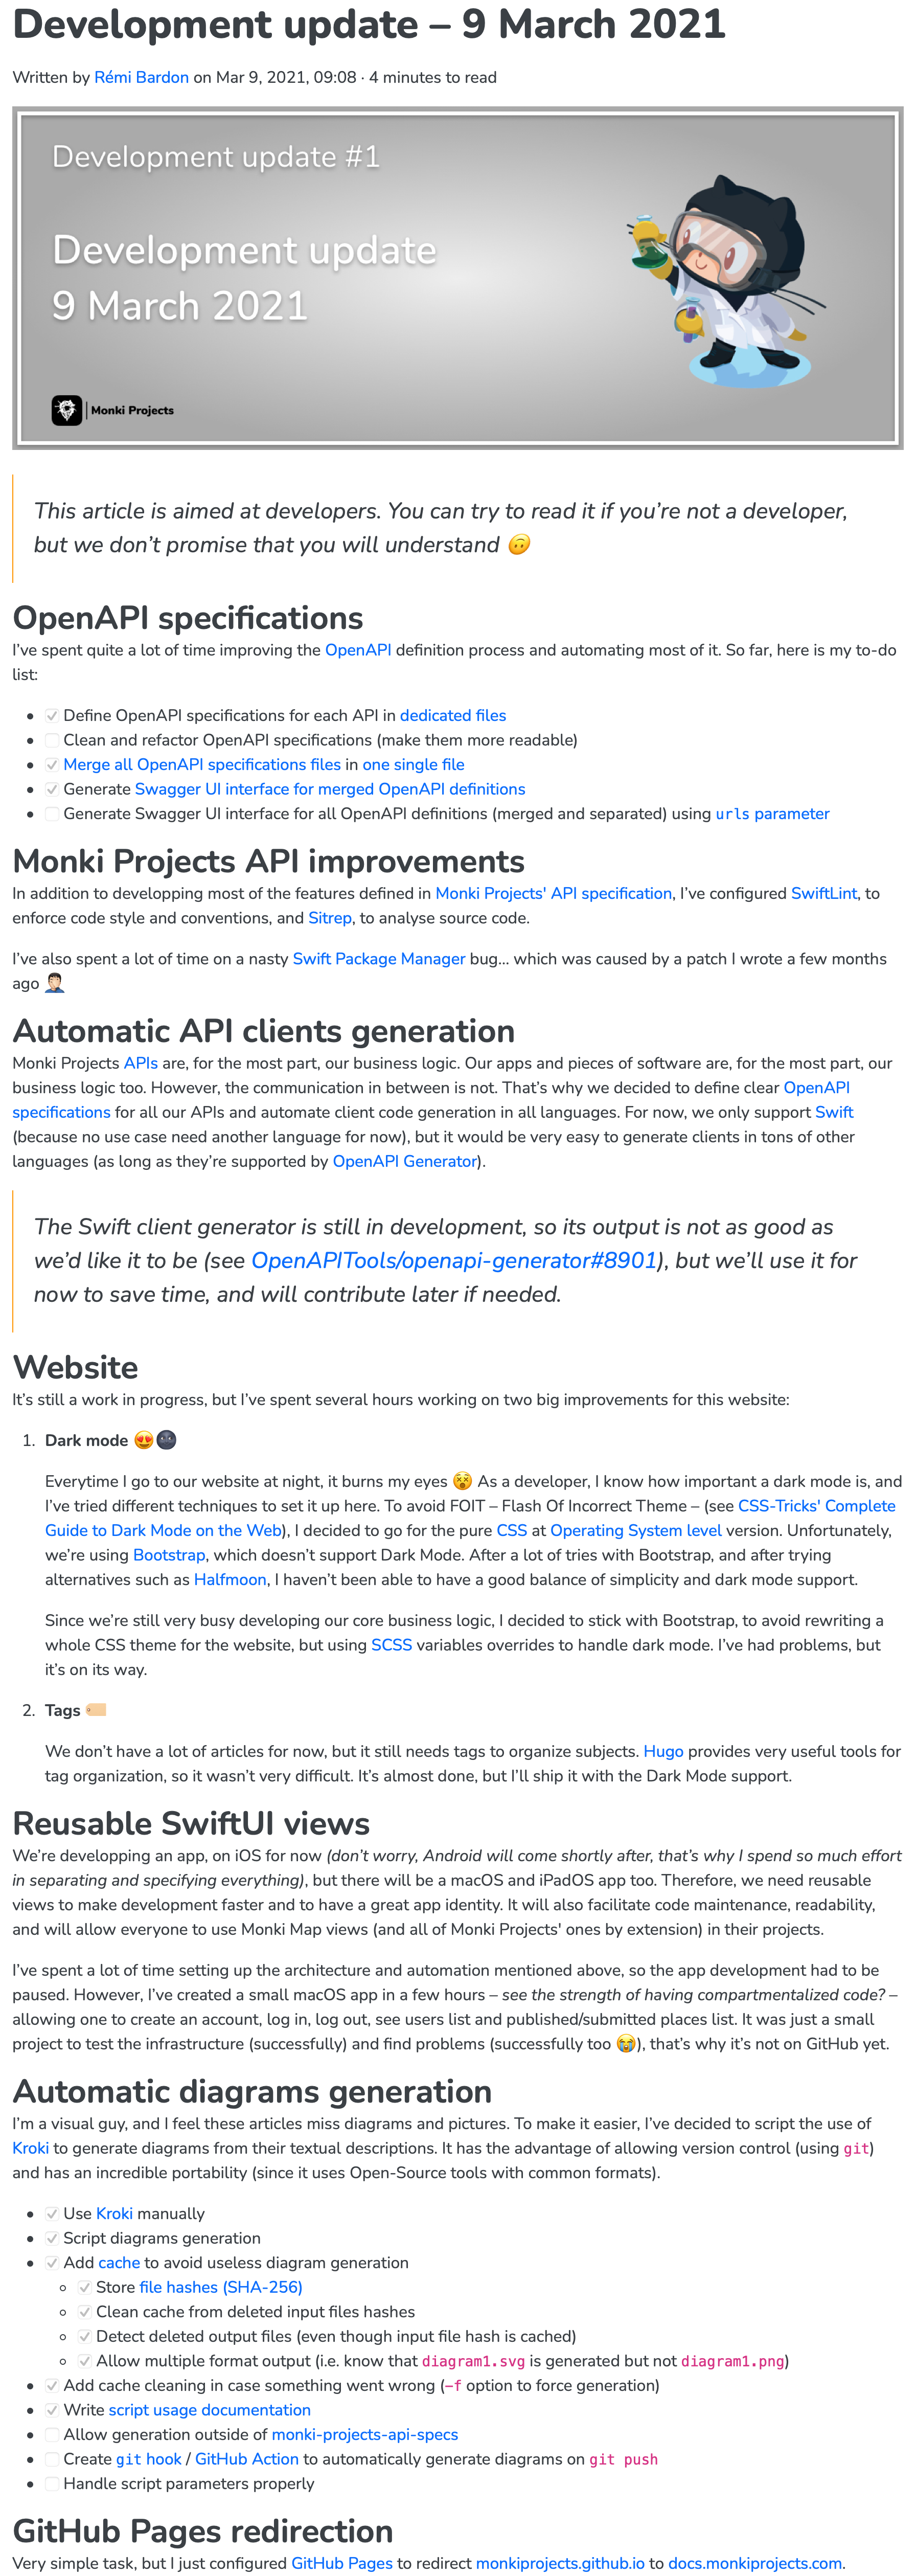 Development update – 9 March 2021
Written by Rémi Bardon on Mar 9, 2021, 09:08 · 4 minutes to read
Development update #1
Development update
9 March 2021
Monki Projects
This article is aimed at developers. You can try to read it if you’re not a developer,
but we don’t promise that you will understand 🙃
OpenAPI specifications
I’ve spent quite a lot of time improving the OpenAPI definition process and automating most of it. So far, here is my to-do
list:
Define OpenAPI specifications for each API in dedicated files
Clean and refactor OpenAPI specifications (make them more readable)
Merge all OpenAPI specifications files in one single file
Generate Swagger UI interface for merged OpenAPI definitions
Generate Swagger UI interface for all OpenAPI definitions (merged and separated) using urls parameter
Monki Projects API improvements
In addition to developping most of the features defined in Monki Projects' API specification, I’ve configured SwiftLint, to
enforce code style and conventions, and Sitrep, to analyse source code.
I’ve also spent a lot of time on a nasty Swift Package Manager bug… which was caused by a patch I wrote a few months
ago 🤦🏻‍♂️
Automatic API clients generation
Monki Projects APIs are, for the most part, our business logic. Our apps and pieces of software are, for the most part, our
business logic too. However, the communication in between is not. That’s why we decided to define clear OpenAPI
specifications for all our APIs and automate client code generation in all languages. For now, we only support Swift
(because no use case need another language for now), but it would be very easy to generate clients in tons of other
languages (as long as they’re supported by OpenAPI Generator).
The Swift client generator is still in development, so its output is not as good as
we’d like it to be (see OpenAPITools/openapi-generator#8901), but we’ll use it for
now to save time, and will contribute later if needed.
Website
It’s still a work in progress, but I’ve spent several hours working on two big improvements for this website:
1. Dark mode 😍🌚
Everytime I go to our website at night, it burns my eyes 😵 As a developer, I know how important a dark mode is, and
I’ve tried different techniques to set it up here. To avoid FOIT – Flash Of Incorrect Theme – (see CSS-Tricks' Complete
Guide to Dark Mode on the Web), I decided to go for the pure CSS at Operating System level version. Unfortunately,
we’re using Bootstrap, which doesn’t support Dark Mode. After a lot of tries with Bootstrap, and after trying
alternatives such as Halfmoon, I haven’t been able to have a good balance of simplicity and dark mode support.
Since we’re still very busy developing our core business logic, I decided to stick with Bootstrap, to avoid rewriting a
whole CSS theme for the website, but using SCSS variables overrides to handle dark mode. I’ve had problems, but
it’s on its way.
2. Tags 🏷
We don’t have a lot of articles for now, but it still needs tags to organize subjects. Hugo provides very useful tools for
tag organization, so it wasn’t very difficult. It’s almost done, but I’ll ship it with the Dark Mode support.
Reusable SwiftUI views
We’re developping an app, on iOS for now (don’t worry, Android will come shortly after, that’s why I spend so much effort
in separating and specifying everything), but there will be a macOS and iPadOS app too. Therefore, we need reusable
views to make development faster and to have a great app identity. It will also facilitate code maintenance, readability,
and will allow everyone to use Monki Map views (and all of Monki Projects' ones by extension) in their projects.
I’ve spent a lot of time setting up the architecture and automation mentioned above, so the app development had to be
paused. However, I’ve created a small macOS app in a few hours – see the strength of having compartmentalized code? –
allowing one to create an account, log in, log out, see users list and published/submitted places list. It was just a small
project to test the infrastructure (successfully) and find problems (successfully too 😭), that’s why it’s not on GitHub yet.
Automatic diagrams generation
I’m a visual guy, and I feel these articles miss diagrams and pictures. To make it easier, I’ve decided to script the use of
Kroki to generate diagrams from their textual descriptions. It has the advantage of allowing version control (using git)
and has an incredible portability (since it uses Open-Source tools with common formats).
Use Kroki manually
Script diagrams generation
Add cache to avoid useless diagram generation
Store file hashes (SHA-256)
Clean cache from deleted input files hashes
Detect deleted output files (even though input file hash is cached)
Allow multiple format output (i.e. know that diagram1.svg is generated but not diagram1.png)
Add cache cleaning in case something went wrong (-f option to force generation)
Write script usage documentation
Allow generation outside of monki-projects-api-specs
Create git hook / GitHub Action to automatically generate diagrams on git push
Handle script parameters properly
GitHub Pages redirection
Very simple task, but I just configured GitHub Pages to redirect monkiprojects.github.io to docs.monkiprojects.com.